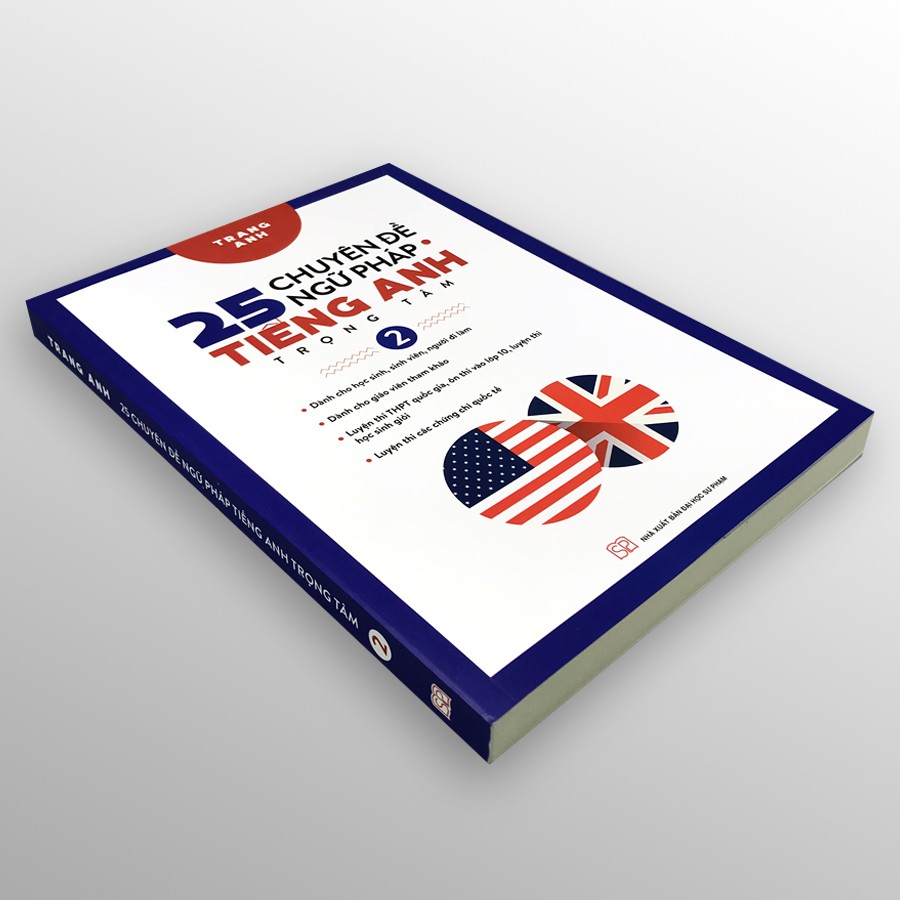 TRANG
ANH
25 CHUYÊN ĐỀ
NGỮ PHÁP
TIẾNG ANH
TRỌNG TÂM
2
• Dành cho học sinh, sinh viên, người đi làm
• Dành cho giáo viên tham khảo
• Luyện thi THPT quốc gia, ôn thi vào lớp 10, luyện thi
học sinh giỏi
• Luyện thi các chứng chỉ quốc tế
SP
NHÀ XUẤT BẢN ĐẠI HỌC SƯ PHẠM
TRANG ANH 25 CHUYÊN ĐỀ NGỮ PHÁP TIẾNG ANH TRỌNG TÂM 2
SP